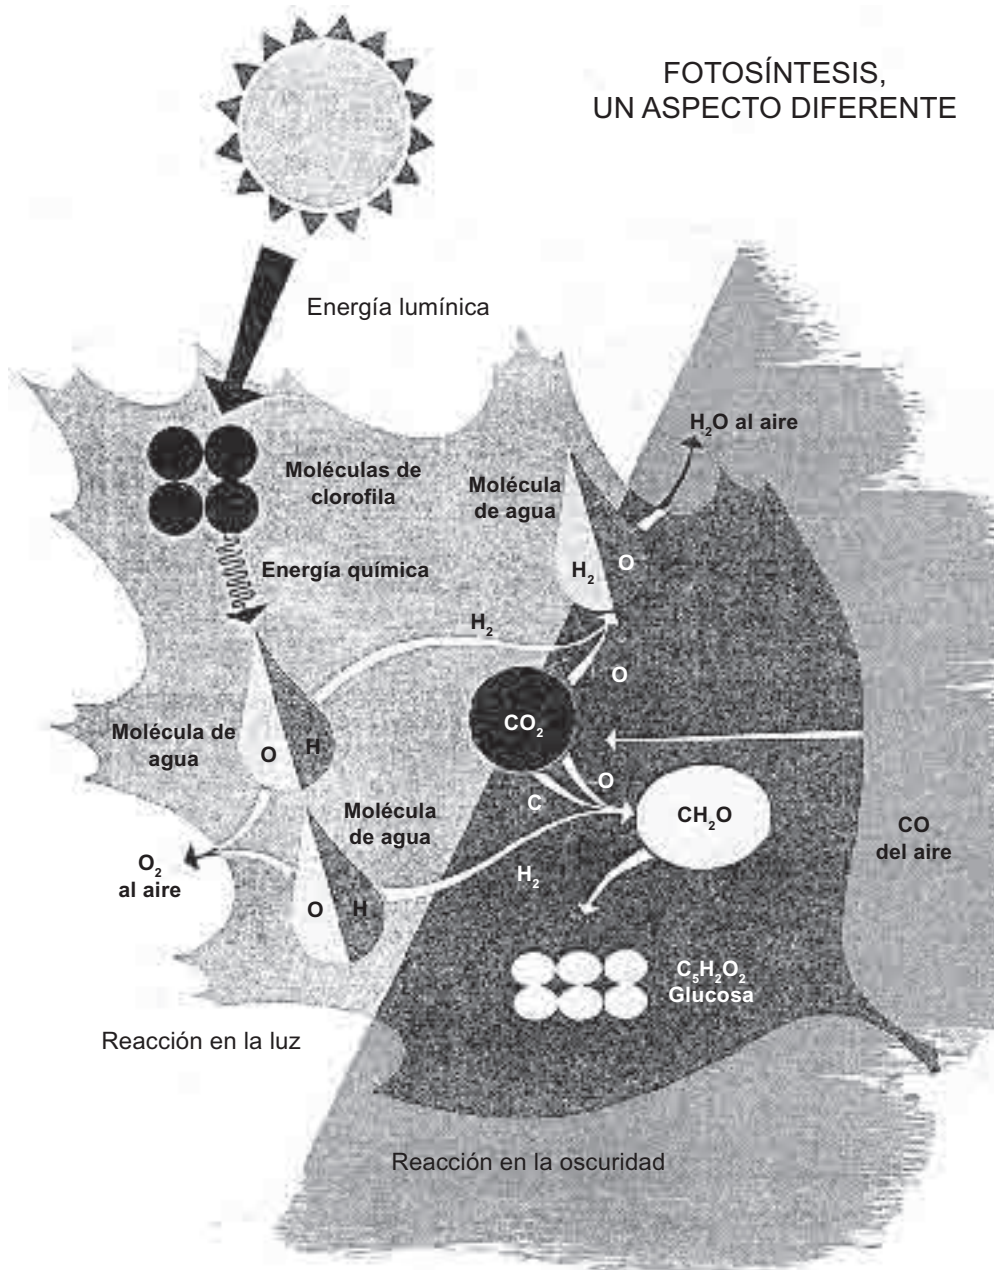 FOTOSÍNTESIS,
UN ASPECTO DIFERENTE
Energía lumínica
H₂O al aire
Moléculas de
clorofila
Molécula
de agua
Energía química
H₂
O
H₂
O
CO₂
Molécula de
agua
O
H
O
C
CH₂O
Molécula
de agua
CO
del aire
O₂
al aire
H₂
O
H
C₅H₂O₂
Glucosa
Reacción en la luz
Reacción en la oscuridad